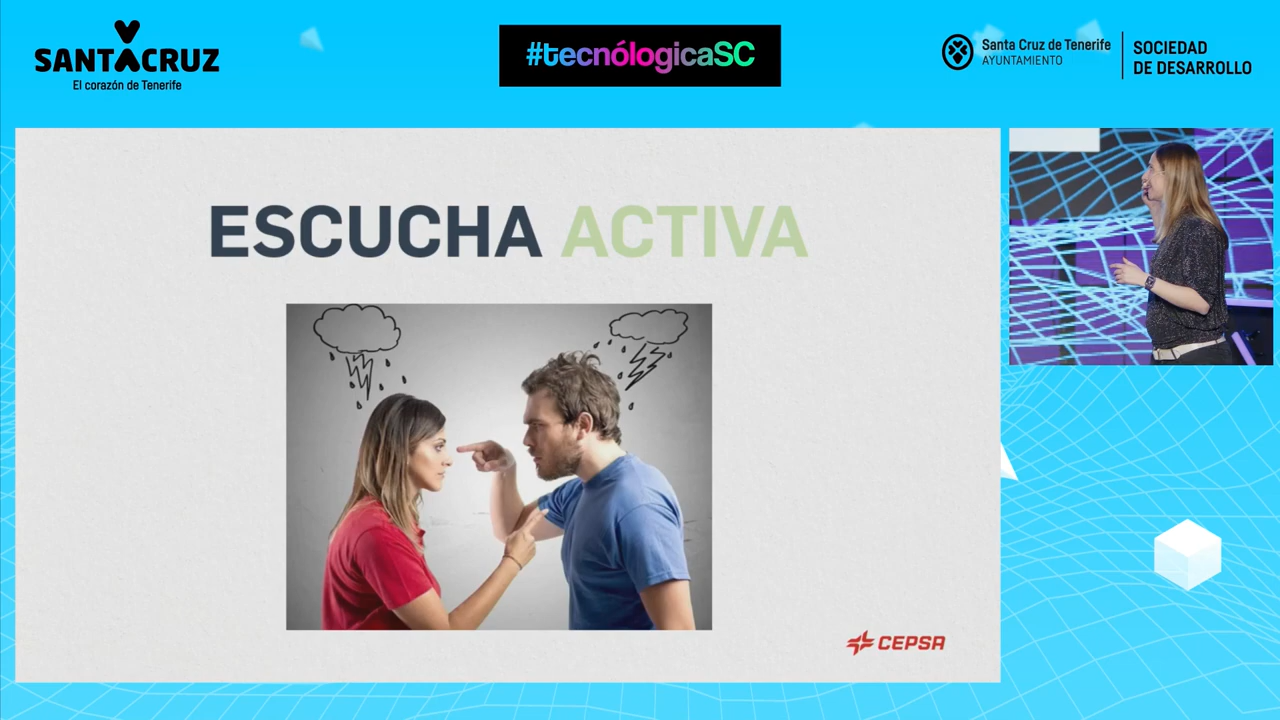 SANTACRUZ
El corazón de Tenerife
#tecnólogicaSC
Santa Cruz de Tenerife
AYUNTAMIENTO
SOCIEDAD
DE DESARROLLO
ESCUCHA ACTIVA
CEPSA